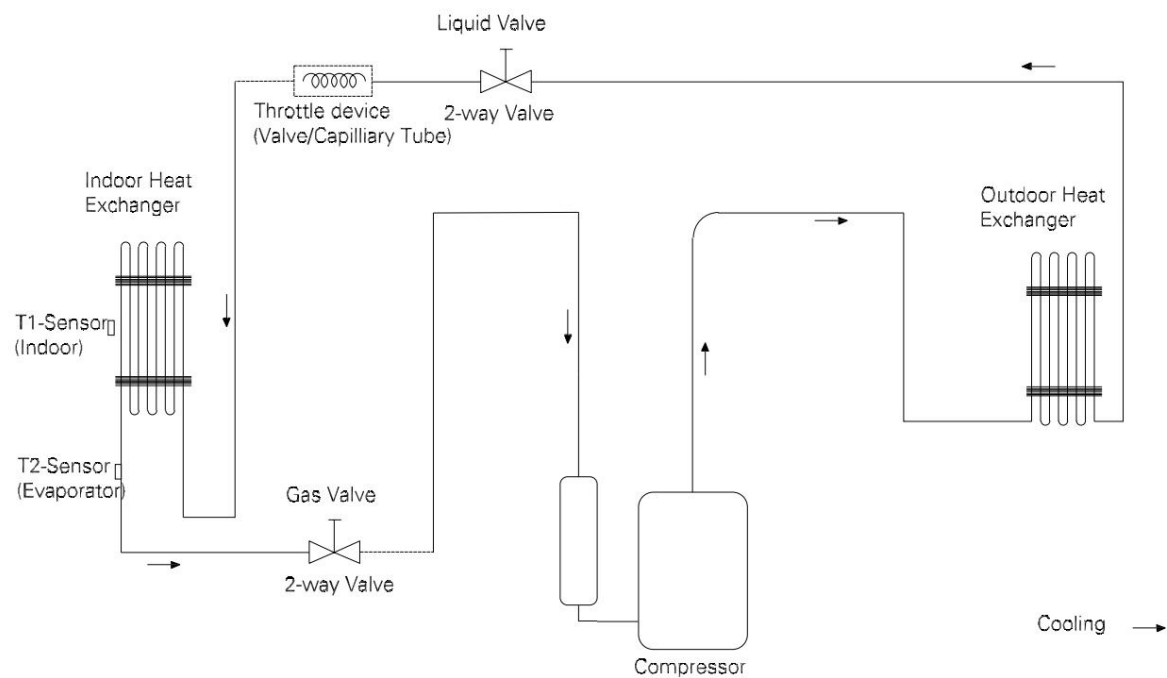 Liquid Valve
2-way Valve
Throttle device
(Valve/Capilliary Tube)
Indoor Heat
Exchanger
Outdoor Heat
Exchanger
T1-Sensor
(Indoor)
T2-Sensor
(Evaporator)
Gas Valve
2-way Valve
Compressor
Cooling